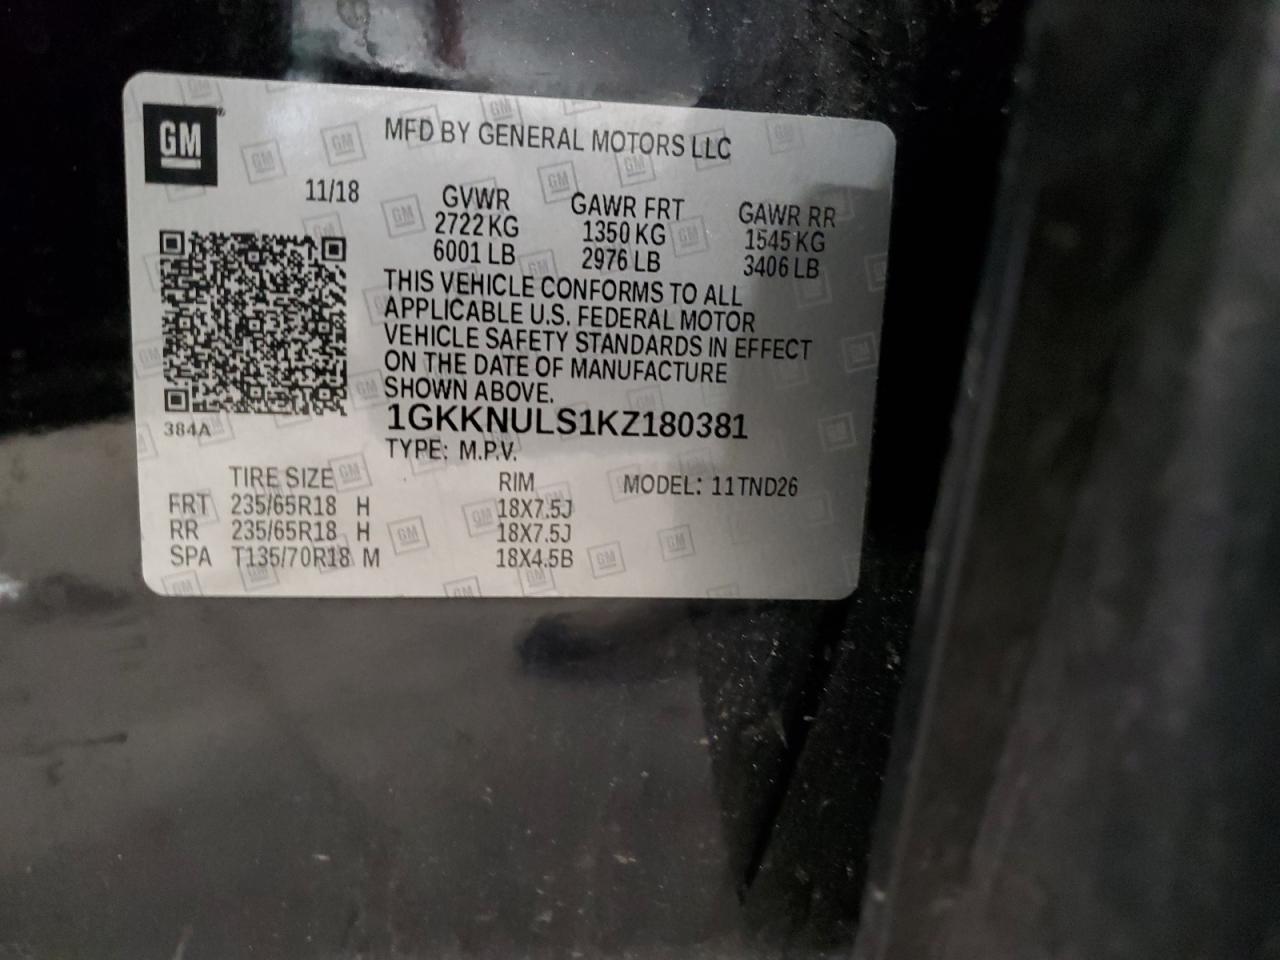 GM
MFD BY GENERAL MOTORS LLC
11/18
GVWR GAWR FRT GAWR RR
2722 KG 1350 KG 1545 KG
6001 LB 2976 LB 3406 LB
THIS VEHICLE CONFORMS TO ALL
APPLICABLE U.S. FEDERAL MOTOR
VEHICLE SAFETY STANDARDS IN EFFECT
ON THE DATE OF MANUFACTURE
SHOWN ABOVE.
1GKKNULS1KZ180381
384A
TYPE: M.P.V.
TIRE SIZE RIM MODEL: 11TND26
FRT 235/65R18 H 18X7.5J
RR 235/65R18 H 18X7.5J
SPA T135/70R18 M 18X4.5B